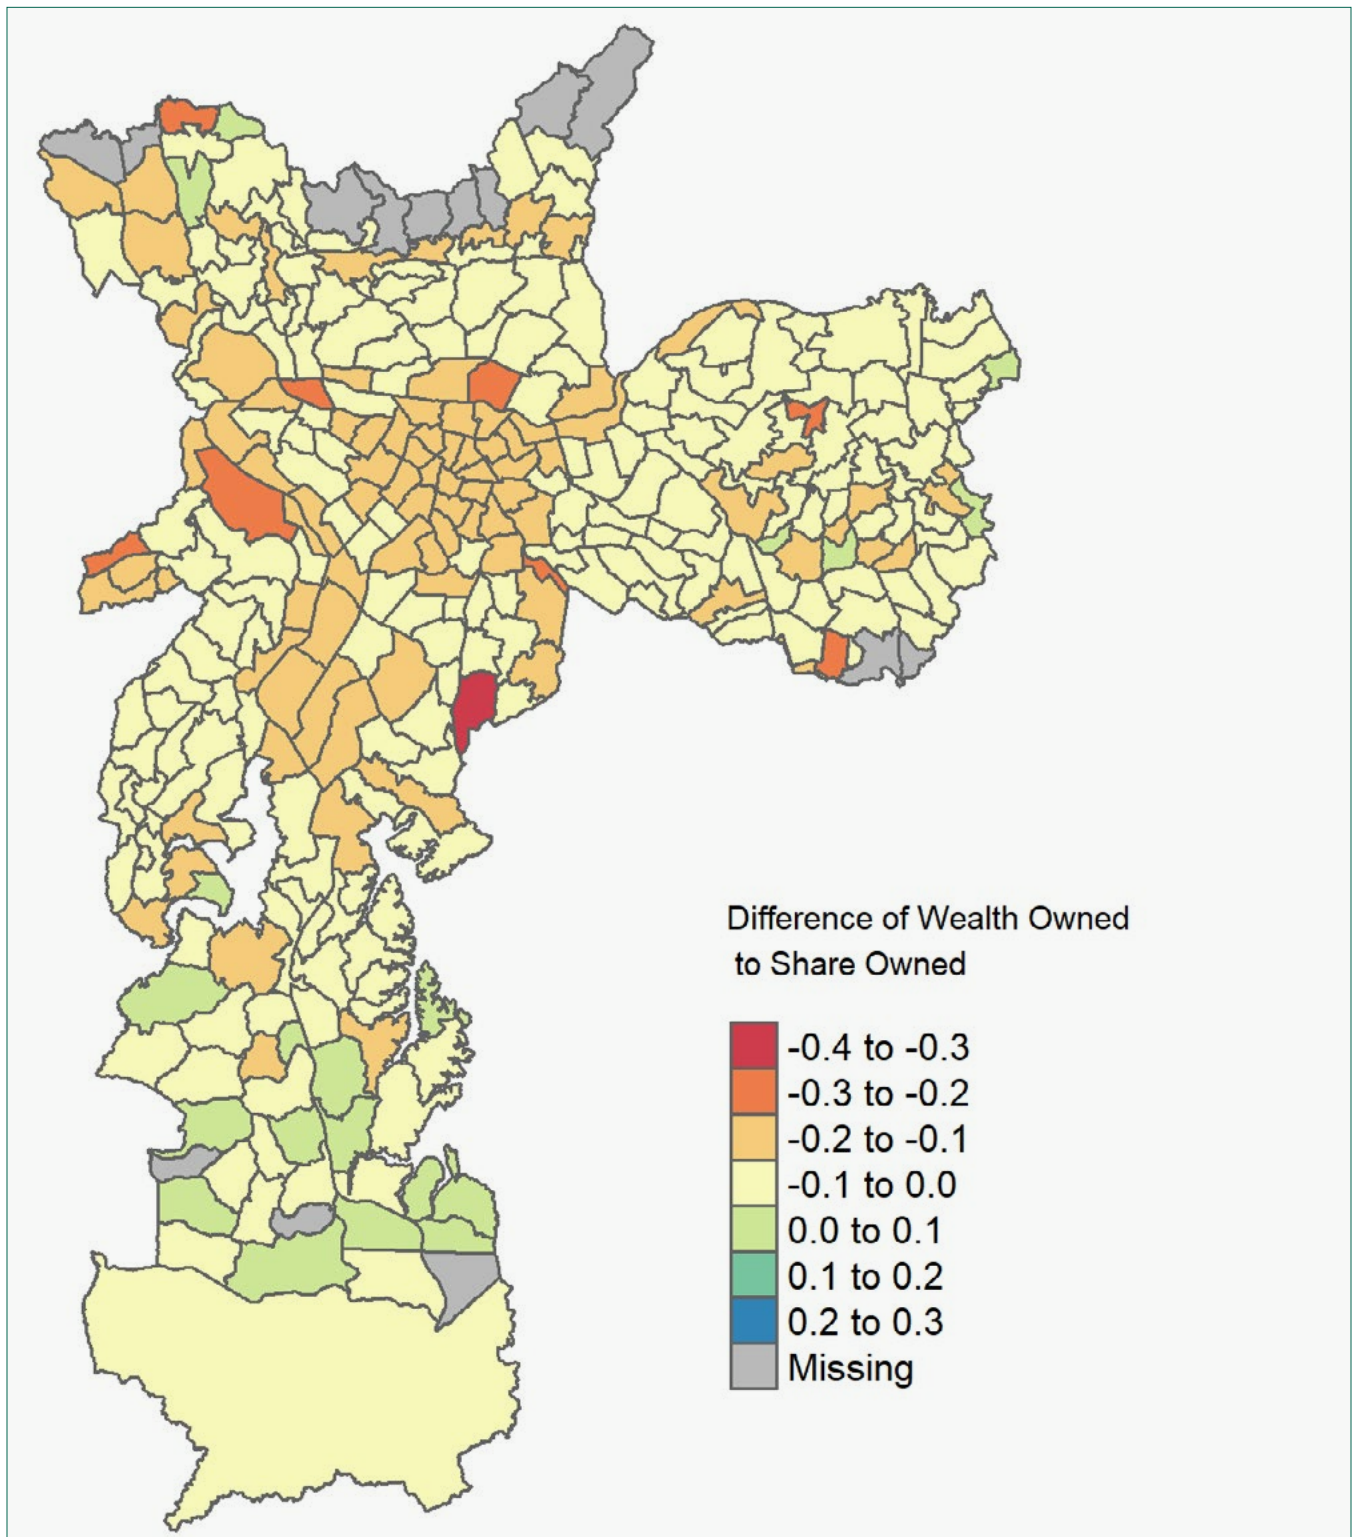 Difference of Wealth Owned
to Share Owned
-0.4 to -0.3
-0.3 to -0.2
-0.2 to -0.1
-0.1 to 0.0
0.0 to 0.1
0.1 to 0.2
0.2 to 0.3
Missing